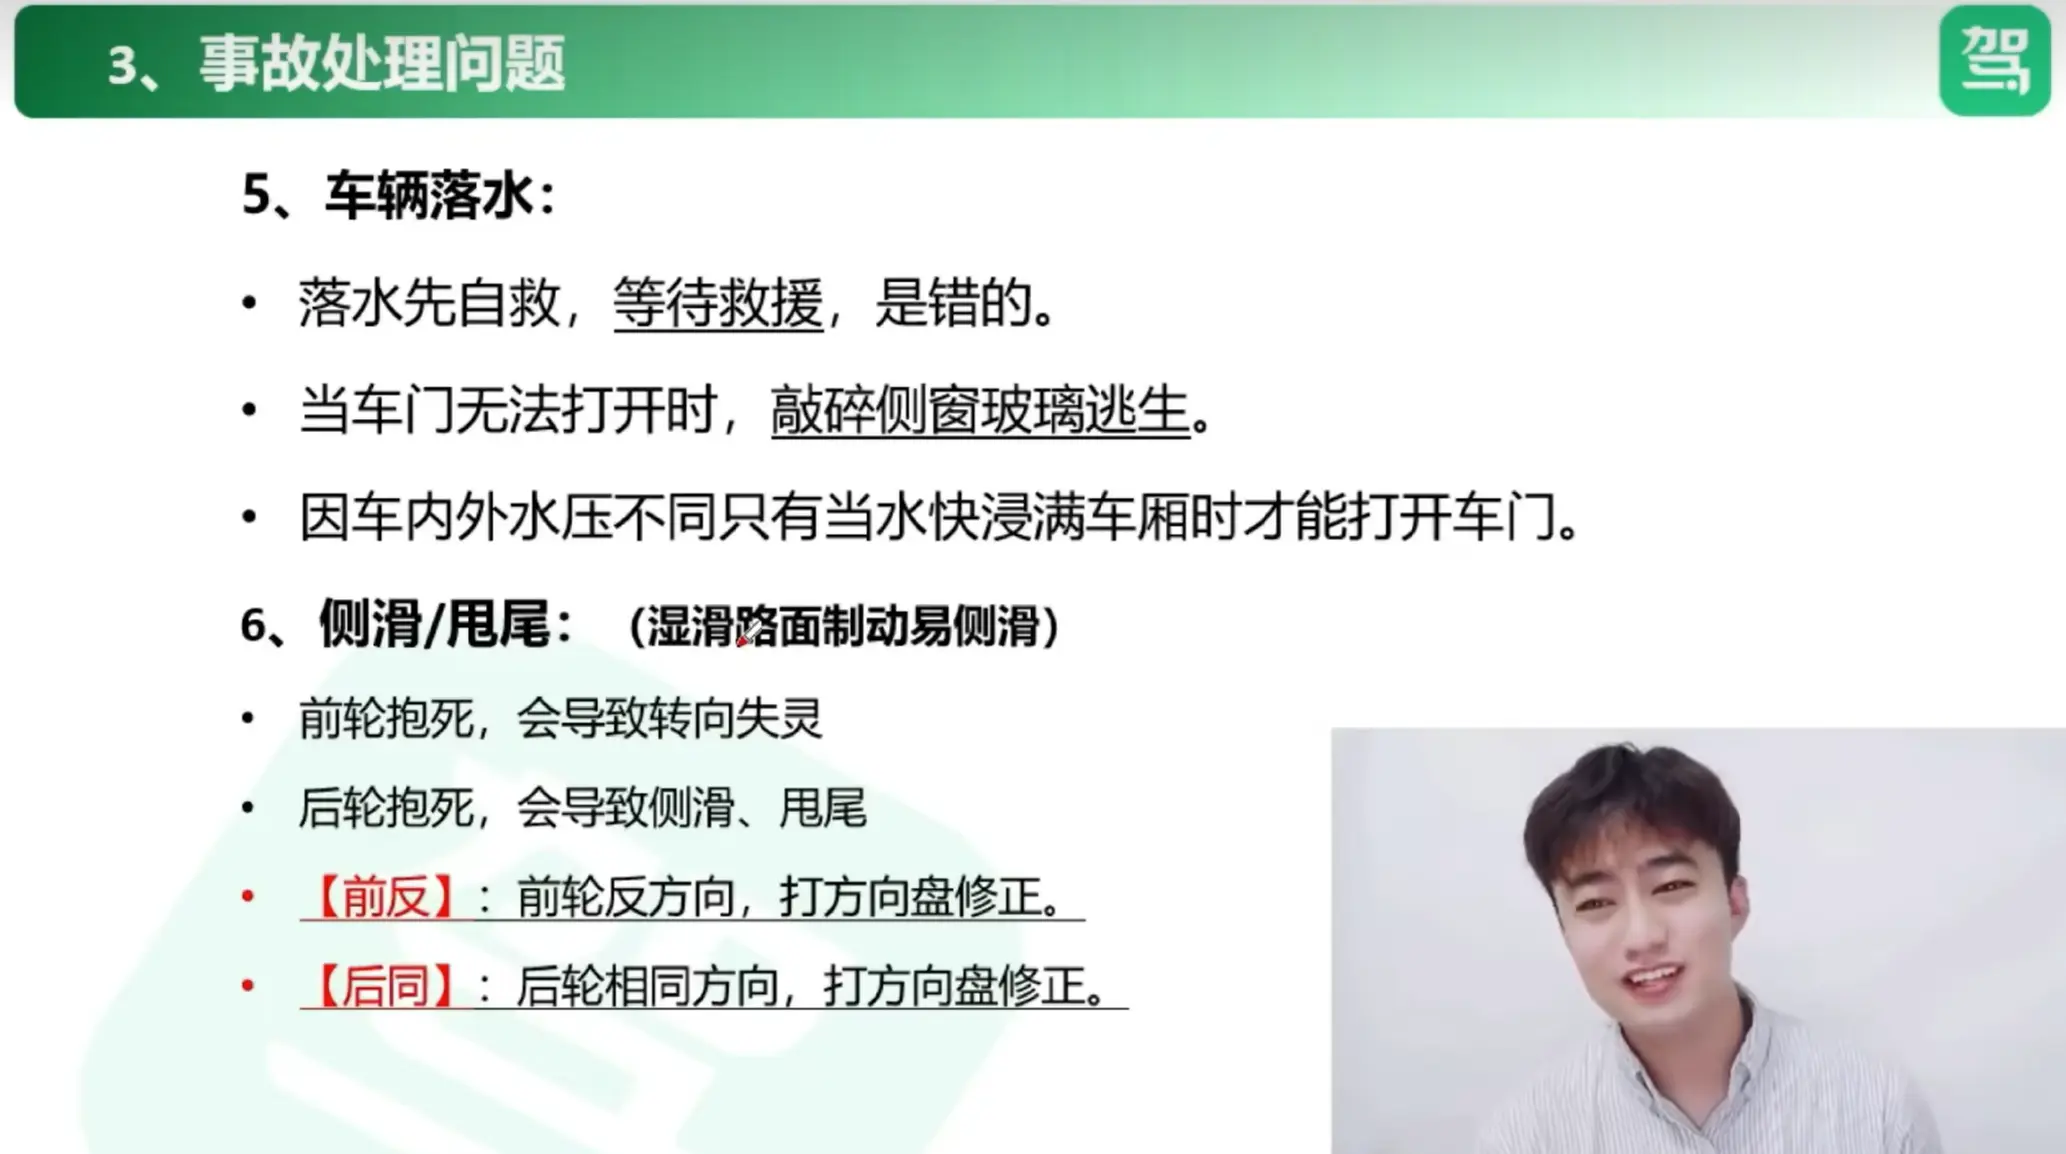 3、事故处理问题
驾
5、车辆落水：
• 落水先自救，等待救援，是错的。
• 当车门无法打开时，敲碎侧窗玻璃逃生。
• 因车内外水压不同只有当水快浸满车厢时才能打开车门。
6、侧滑/甩尾：（湿滑路面制动易侧滑）
• 前轮抱死，会导致转向失灵
• 后轮抱死，会导致侧滑、甩尾
• 【前反】：前轮反方向，打方向盘修正。
• 【后同】：后轮相同方向，打方向盘修正。